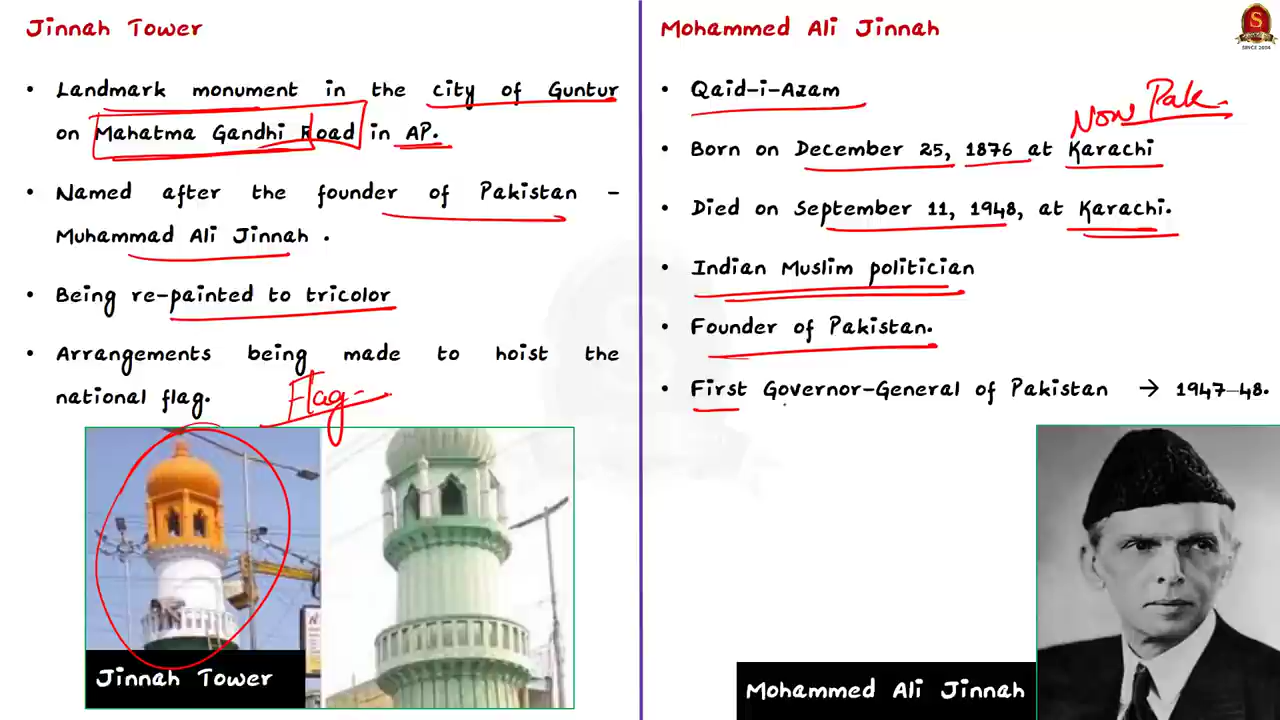 Jinnah Tower
• Landmark monument in the city of Guntur
on Mahatma Gandhi Road in AP.
• Named after the founder of Pakistan -
Muhammad Ali Jinnah .
• Being re-painted to tricolor
• Arrangements being made to hoist the
national flag.
Flag
Jinnah Tower
Mohammed Ali Jinnah
• Qaid-i-Azam
Now Pak.
• Born on December 25, 1876 at Karachi
• Died on September 11, 1948, at Karachi.
• Indian Muslim politician
• Founder of Pakistan.
• First Governor-General of Pakistan → 1947-48.
Mohammed Ali Jinnah
S
SINCE 2004